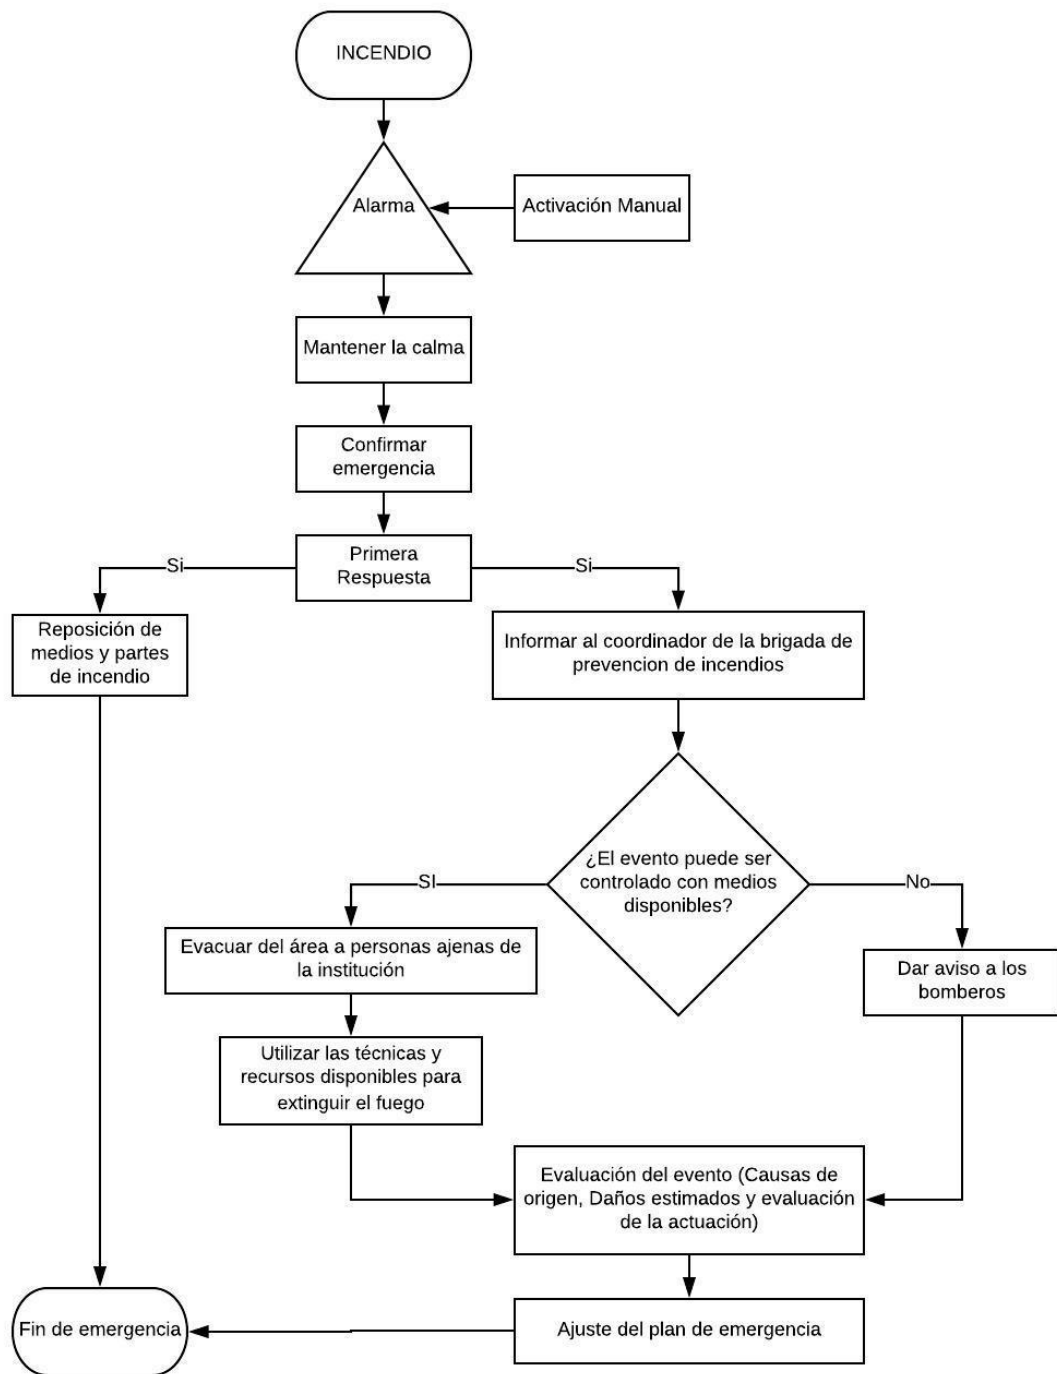 INCENDIO
Alarma
Activación Manual
Mantener la calma
Confirmar
emergencia
Primera
Respuesta
Si
Si
Reposición de
medios y partes
de incendio
Informar al coordinador de la brigada de
prevencion de incendios
¿El evento puede ser
controlado con medios
disponibles?
SI
No
Evacuar del área a personas ajenas de
la institución
Dar aviso a los
bomberos
Utilizar las técnicas y
recursos disponibles para
extinguir el fuego
Evaluación del evento (Causas de
origen, Daños estimados y evaluación
de la actuación)
Fin de emergencia
Ajuste del plan de emergencia